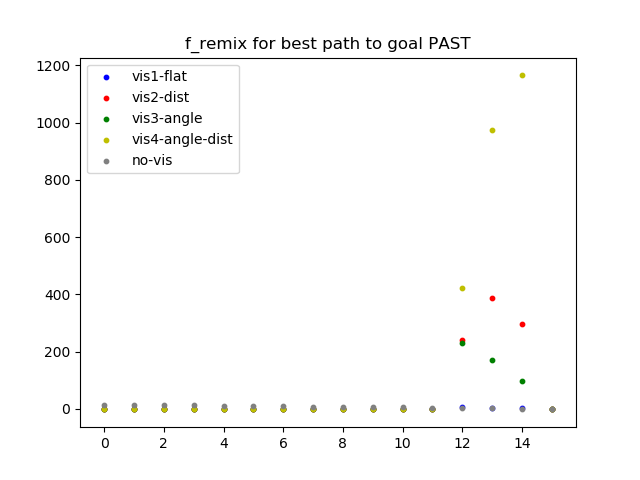 f_remix for best path to goal PAST
1200
1000
800
600
400
200
0
vis1-flat
vis2-dist
vis3-angle
vis4-angle-dist
no-vis
0 2 4 6 8 10 12 14